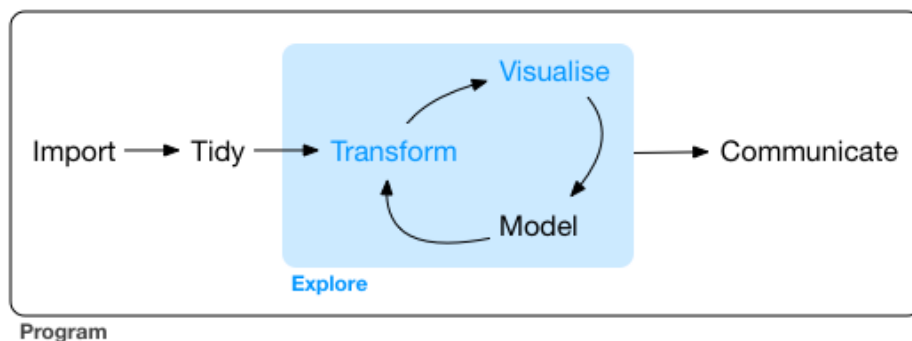 Visualise
Import
Tidy
Transform
Communicate
Model
Explore
Program